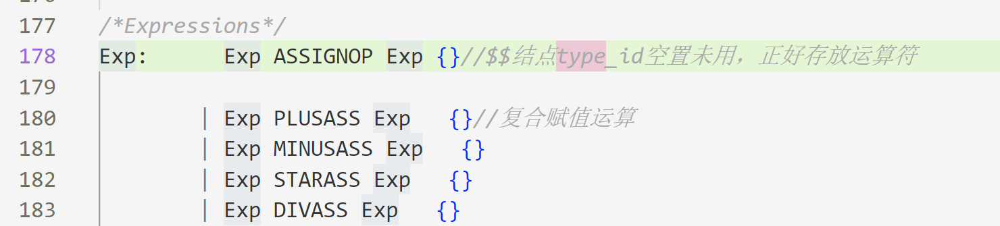 177 /*Expressions*/
178 Exp: Exp ASSIGNOP Exp {}//$$结点type_id空置未用，正好存放运算符
179
180 | Exp PLUSASS Exp {}//复合赋值运算
181 | Exp MINUSASS Exp {}
182 | Exp STARASS Exp {}
183 | Exp DIVASS Exp {}